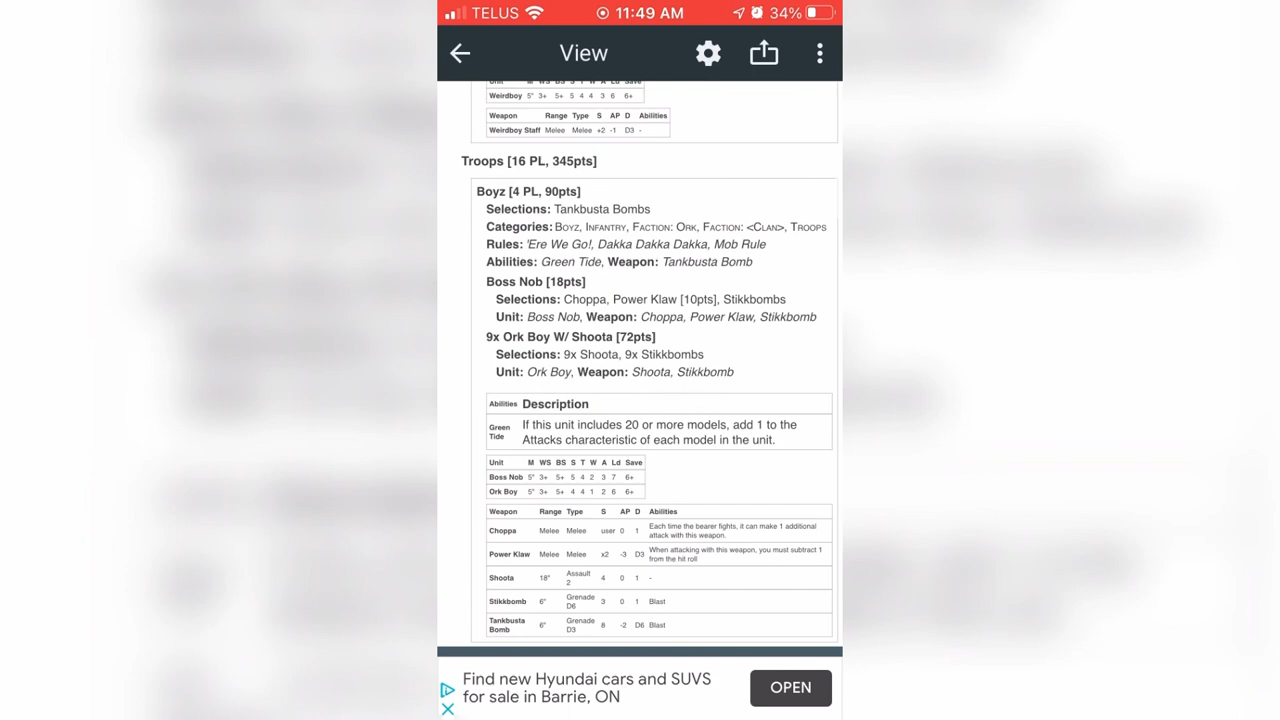 TELUS 11:49 AM 34%
View
Unit M WS BS S T W A Ld Save
Weirdboy 5" 3+ 5+ 5 4 4 3 6 6+
Weapon Range Type S AP D Abilities
Weirdboy Staff Melee Melee +2 -1 D3 -
Troops [16 PL, 345pts]
Boyz [4 PL, 90pts]
Selections: Tankbusta Bombs
Categories: BOYZ, INFANTRY, FACTION: ORK, FACTION: <CLAN>, TROOPS
Rules: 'Ere We Go!, Dakka Dakka Dakka, Mob Rule
Abilities: Green Tide, Weapon: Tankbusta Bomb
Boss Nob [18pts]
Selections: Choppa, Power Klaw [10pts], Stikkbombs
Unit: Boss Nob, Weapon: Choppa, Power Klaw, Stikkbomb
9x Ork Boy W/ Shoota [72pts]
Selections: 9x Shoota, 9x Stikkbombs
Unit: Ork Boy, Weapon: Shoota, Stikkbomb
Abilities Description
Green Tide If this unit includes 20 or more models, add 1 to the
Attacks characteristic of each model in the unit.
Unit M WS BS S T W A Ld Save
Boss Nob 5" 3+ 5+ 5 4 2 3 7 6+
Ork Boy 5" 3+ 5+ 4 4 1 2 6 6+
Weapon Range Type S AP D Abilities
Choppa Melee Melee user 0 1 Each time the bearer fights, it can make 1 additional
attack with this weapon.
Power Klaw Melee Melee x2 -3 D3 When attacking with this weapon, you must subtract 1
from the hit roll
Shoota 18" Assault 2 4 0 1 -
Stikkbomb 6" Grenade D6 3 0 1 Blast
Tankbusta Bomb 6" Grenade D3 8 -2 D6 Blast
Find new Hyundai cars and SUVS
for sale in Barrie, ON
OPEN